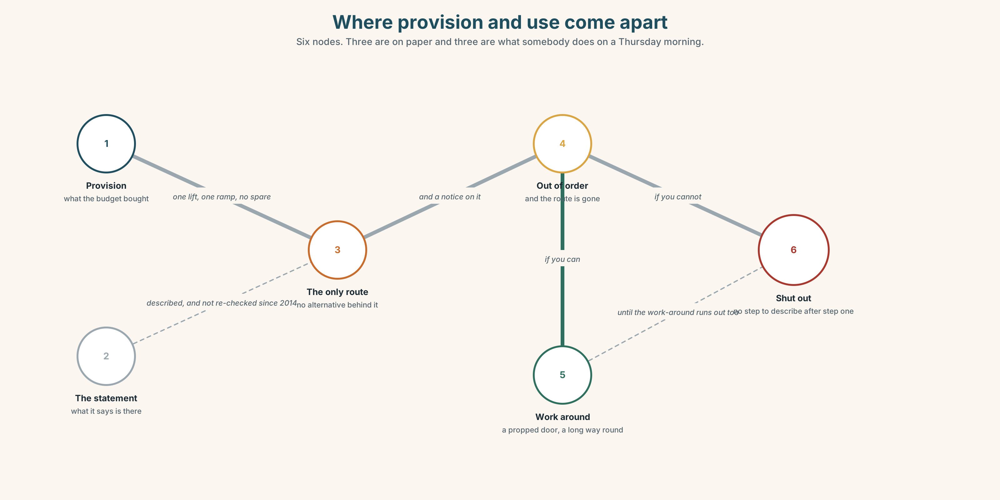 Where provision and use come apart
Six nodes. Three are on paper and three are what somebody does on a Thursday morning.
1
Provision
what the budget bought
one lift, one ramp, no spare
2
The statement
what it says is there
described, and not re-checked since 2014
3
The only route
no alternative behind it
and a notice on it
4
Out of order
and the route is gone
if you can
5
Work around
a propped door, a long way round
if you cannot
until the work-around runs out too
6
Shut out
no step to describe after step one